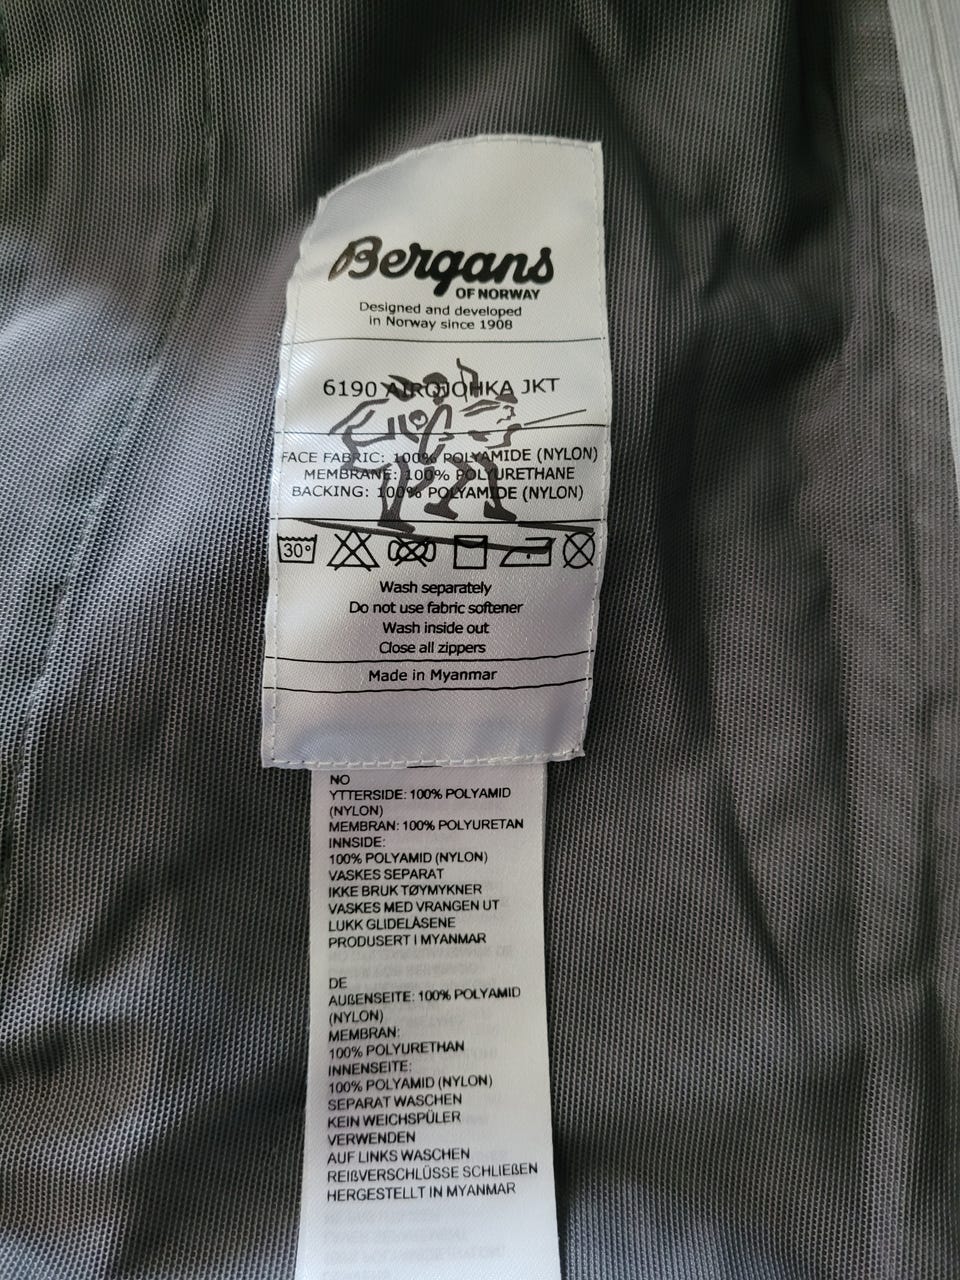 Bergans
OF NORWAY
Designed and developed
in Norway since 1908
6190 AIROJOHKA JKT
FACE FABRIC: 100% POLYAMIDE (NYLON)
MEMBRANE: 100% POLYURETHANE
BACKING: 100% POLYAMIDE (NYLON)
30°
Wash separately
Do not use fabric softener
Wash inside out
Close all zippers
Made in Myanmar
NO
YTTERSIDE: 100% POLYAMID
(NYLON)
MEMBRAN: 100% POLYURETAN
INNSIDE:
100% POLYAMID (NYLON)
VASKES SEPARAT
IKKE BRUK TØYMYKNER
VASKES MED VRANGEN UT
LUKK GLIDELÅSENE
PRODUSERT I MYANMAR
DE
AUßENSEITE: 100% POLYAMID
(NYLON)
MEMBRAN:
100% POLYURETHAN
INNENSEITE:
100% POLYAMID (NYLON)
SEPARAT WASCHEN
KEIN WEICHSPÜLER
VERWENDEN
AUF LINKS WASCHEN
REIßVERSCHLÜSSE SCHLIEßEN
HERGESTELLT IN MYANMAR